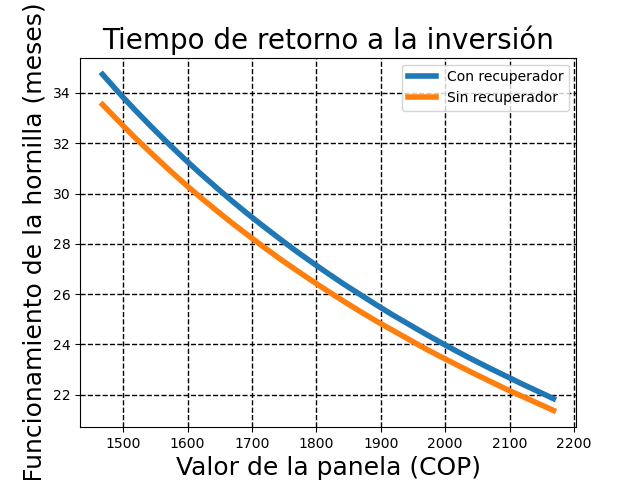 Tiempo de retorno a la inversión
Funcionamiento de la hornilla (meses)
Con recuperador
Sin recuperador
34
32
30
28
26
24
22
1500 1600 1700 1800 1900 2000 2100 2200
Valor de la panela (COP)